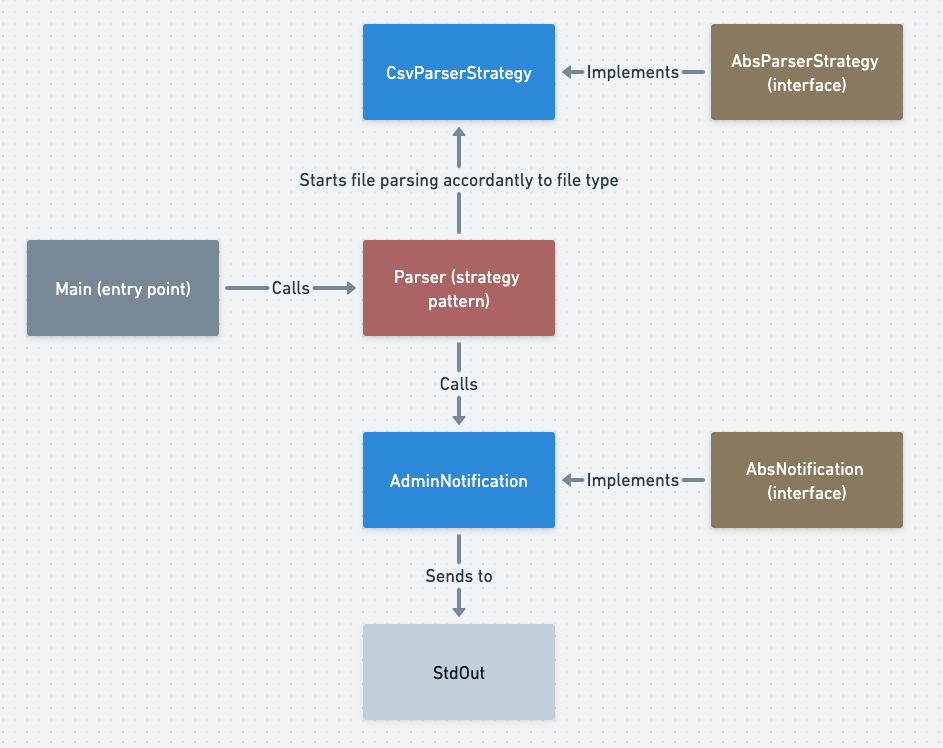 CsvParserStrategy
Implements
AbsParserStrategy
(interface)
Starts file parsing accordantly to file type
Main (entry point)
Calls
Parser (strategy
pattern)
Calls
AdminNotification
Implements
AbsNotification
(interface)
Sends to
StdOut